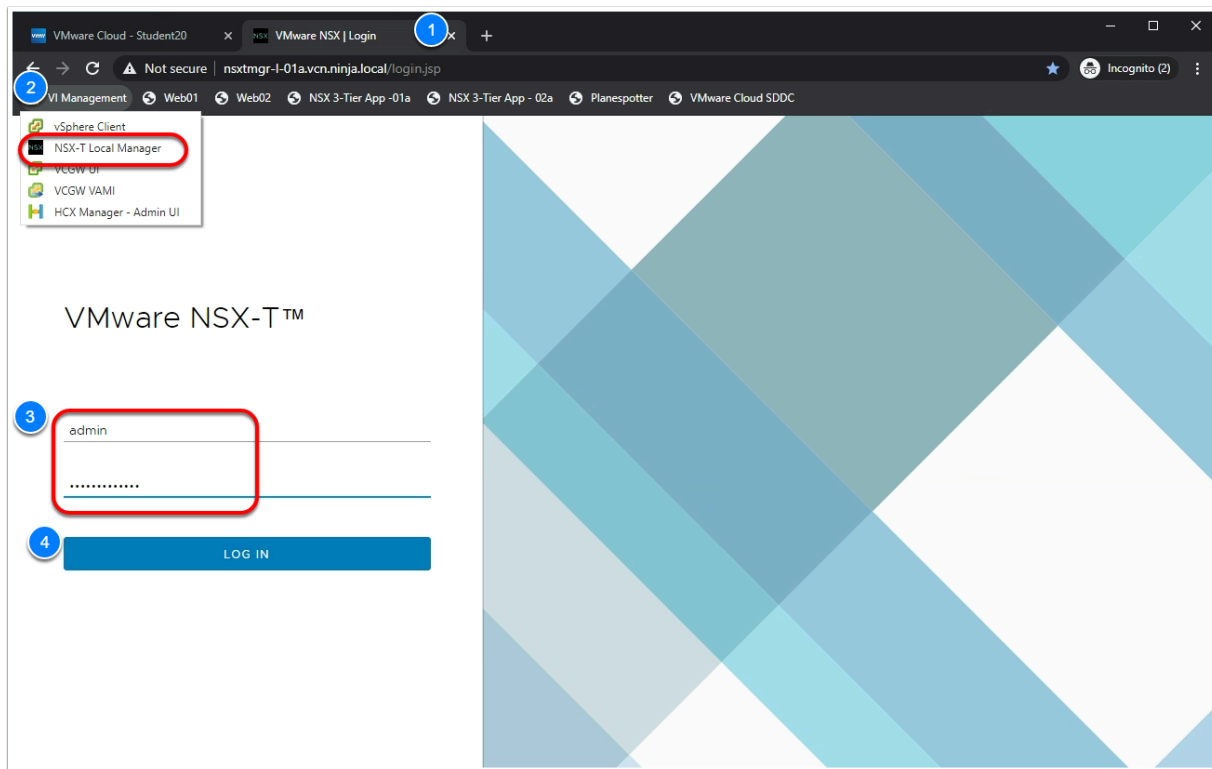 vmw VMware Cloud - Student20 × NSX VMware NSX | Login 1 × +
← → C Not secure | nsxtmgr-l-01a.vcn.ninja.local/login.jsp Incognito (2)
2 VI Management Web01 Web02 NSX 3-Tier App -01a NSX 3-Tier App - 02a Planespotter VMware Cloud SDDC
vSphere Client
NSX NSX-T Local Manager
VCGW UI
VCGW VAMI
HCX Manager - Admin UI
VMware NSX-T™
3
admin
.............
4 LOG IN